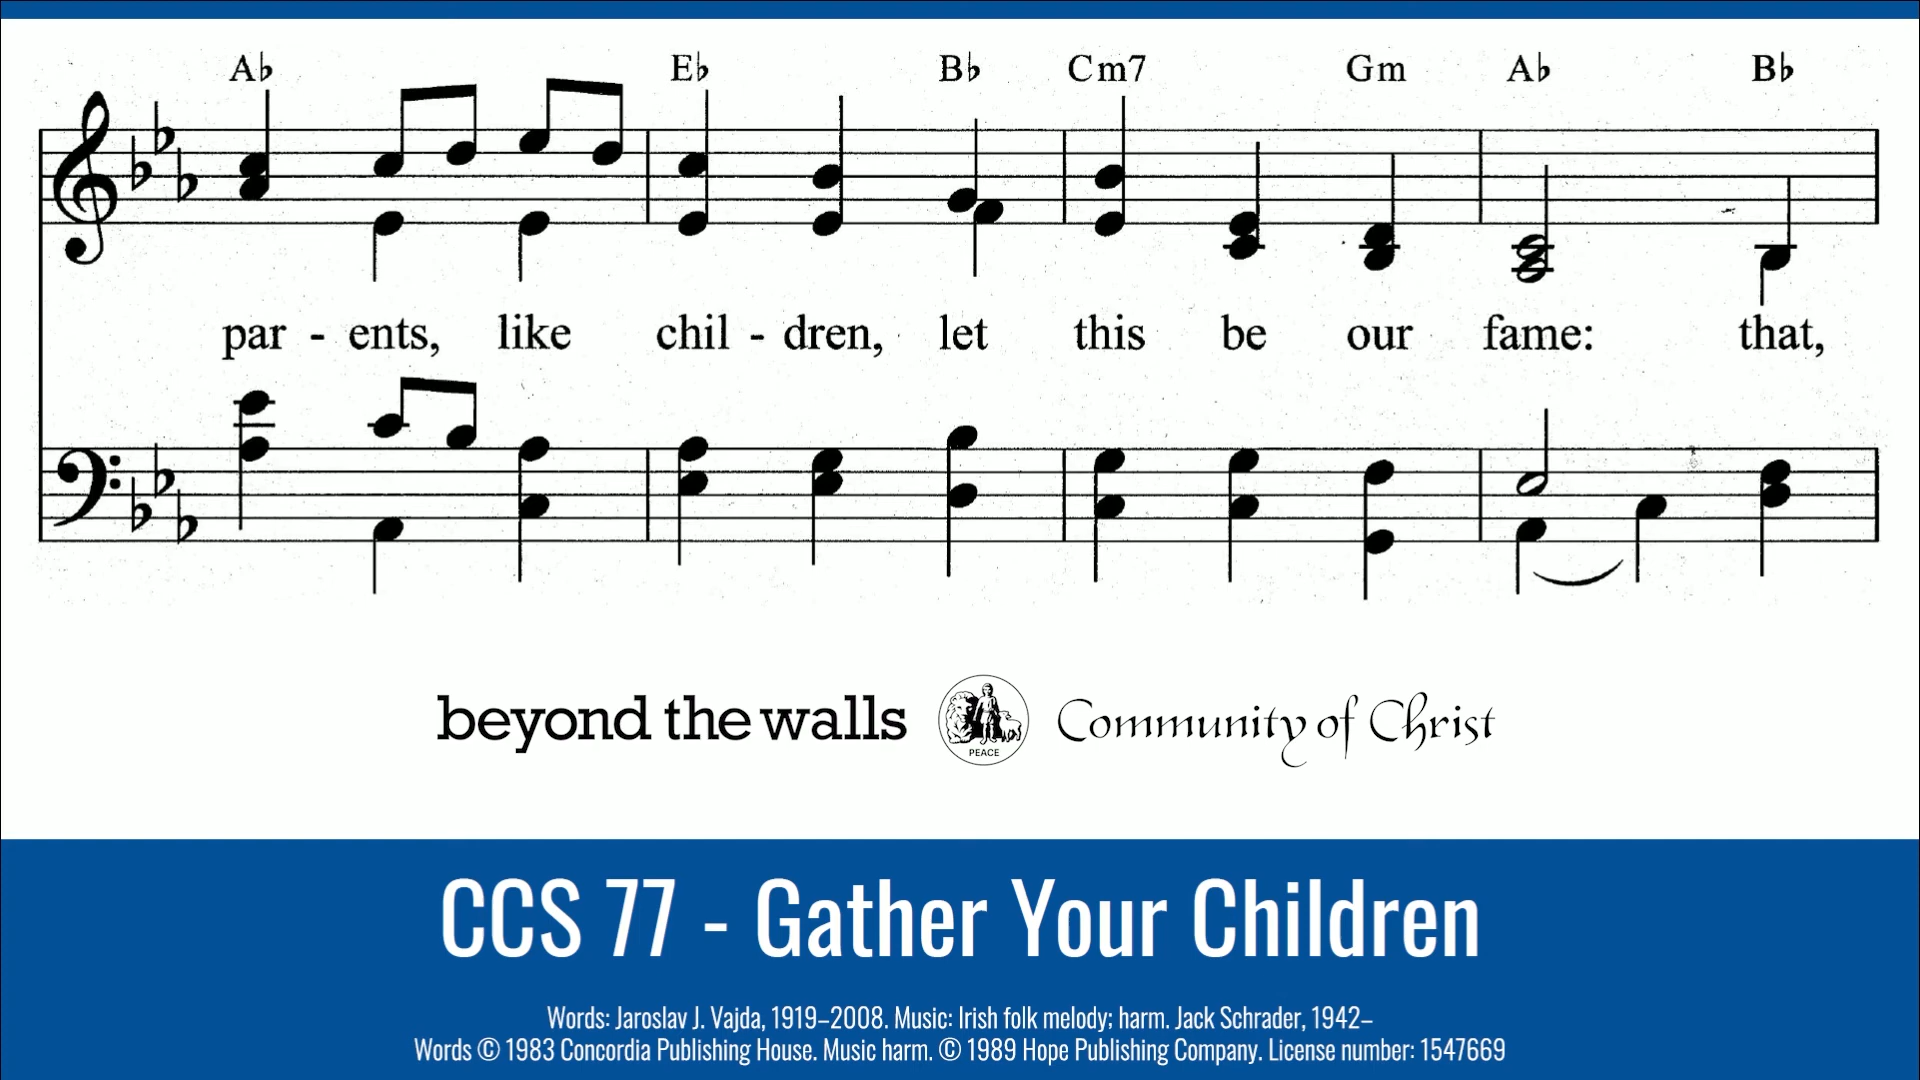 A♭ E♭ B♭ Cm7 Gm A♭ B♭
par - ents, like chil - dren, let this be our fame: that,
beyond the walls PEACE Community of Christ
CCS 77 - Gather Your Children
Words: Jaroslav J. Vajda, 1919–2008. Music: Irish folk melody; harm. Jack Schrader, 1942–
Words © 1983 Concordia Publishing House. Music harm. © 1989 Hope Publishing Company. License number: 1547669